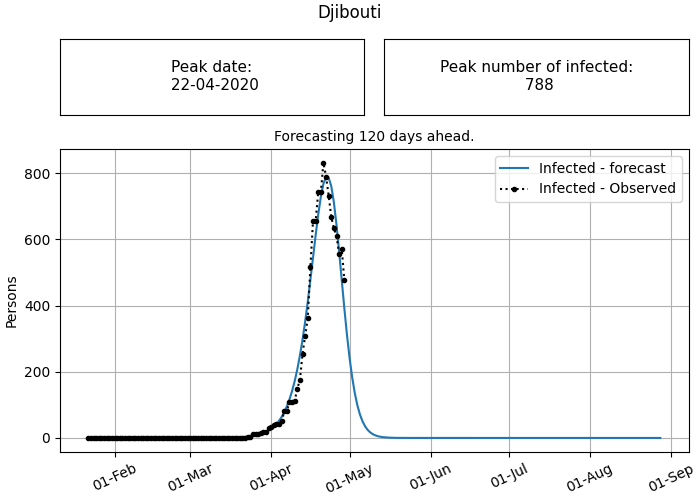 Djibouti
Peak date:
22-04-2020
Peak number of infected:
788
Forecasting 120 days ahead.
Infected - forecast
Infected - Observed
Persons
800
600
400
200
0
01-Feb
01-Mar
01-Apr
01-May
01-Jun
01-Jul
01-Aug
01-Sep